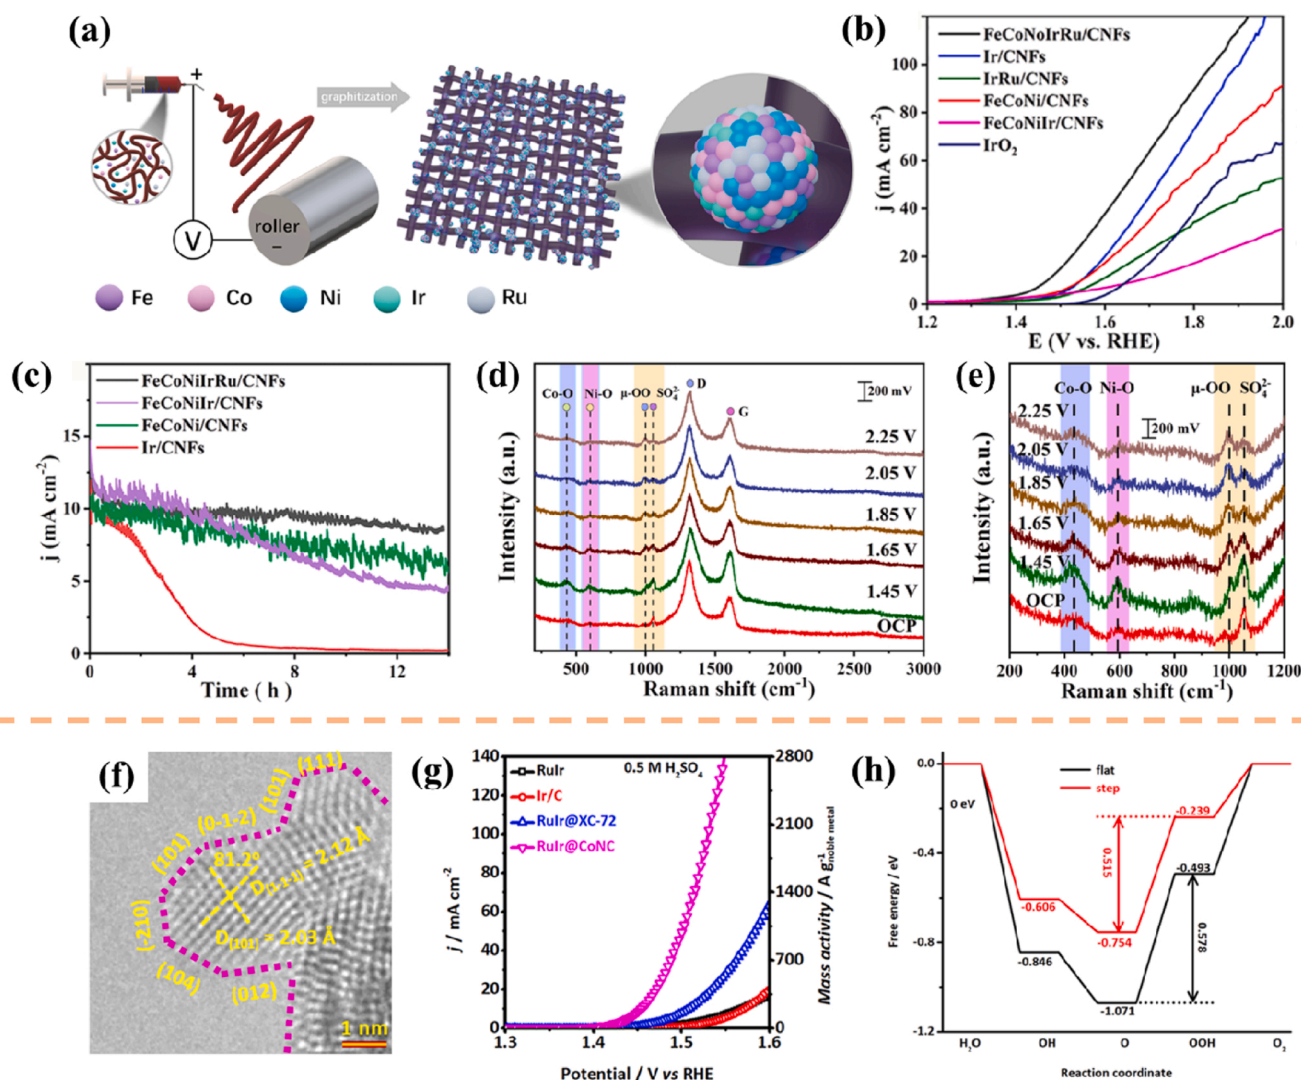 (a)
+
graphitization
V
roller
−
Fe
Co
Ni
Ir
Ru
(b)
FeCoNoIrRu/CNFs
Ir/CNFs
IrRu/CNFs
FeCoNi/CNFs
FeCoNiIr/CNFs
IrO₂
j (mA cm⁻²)
100
80
60
40
20
0
1.2
1.4
1.6
1.8
2.0
E (V vs. RHE)
(c)
FeCoNiIrRu/CNFs
FeCoNiIr/CNFs
FeCoNi/CNFs
Ir/CNFs
j (mA cm⁻²)
15
10
5
0
0
4
8
12
Time ( h )
(d)
Co-O
Ni-O
μ-OO
SO₄²⁻
D
G
200 mV
2.25 V
2.05 V
1.85 V
1.65 V
1.45 V
OCP
Intensity (a.u.)
500
1000
1500
2000
2500
3000
Raman shift (cm⁻¹)
(e)
Co-O
Ni-O
μ-OO
SO₄²⁻
200 mV
2.25 V
2.05 V
1.85 V
1.65 V
1.45 V
OCP
Intensity (a.u.)
200
400
600
800
1000
1200
Raman shift (cm⁻¹)
(f)
(111)
(101)
(0-1-2)
(101)
(-210)
(104)
(012)
81.2°
D₍₁₋₁₋₁₎ = 2.12 Å
D₍₁₀₁₎ = 2.03 Å
1 nm
(g)
0.5 M H₂SO₄
RuIr
Ir/C
RuIr@XC-72
RuIr@CoNC
j / mA cm⁻²
140
120
100
80
60
40
20
0
2800
2100
1400
700
0
Mass activity / A g⁻¹noble metal
1.3
1.4
1.5
1.6
Potential / V vs RHE
(h)
flat
step
0 eV
-0.606
-0.754
-0.239
0.515
-0.846
-1.071
-0.493
0.578
Free energy / eV
0.0
-0.4
-0.8
-1.2
H₂O
OH
O
OOH
O₂
Reaction coordinate